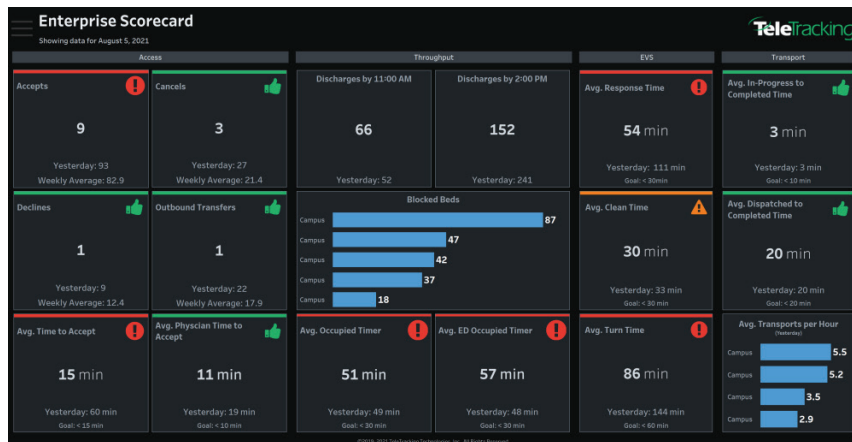 Enterprise Scorecard
Showing data for August 5, 2021
TeleTracking
Access
Throughput
EVS
Transport
Accepts
9
Yesterday: 93
Weekly Average: 82.9
Cancels
3
Yesterday: 27
Weekly Average: 21.4
Discharges by 11:00 AM
66
Yesterday: 52
Discharges by 2:00 PM
152
Yesterday: 241
Avg. Response Time
54 min
Yesterday: 111 min
Goal: < 30min
Avg. In-Progress to
Completed Time
3 min
Yesterday: 3 min
Goal: < 10 min
Declines
1
Yesterday: 9
Weekly Average: 12.4
Outbound Transfers
1
Yesterday: 22
Weekly Average: 17.9
Blocked Beds
Campus 87
Campus 47
Campus 42
Campus 37
Campus 18
Avg. Clean Time
30 min
Yesterday: 33 min
Goal: < 30 min
Avg. Dispatched to
Completed Time
20 min
Yesterday: 20 min
Goal: < 20 min
Avg. Time to Accept
15 min
Yesterday: 60 min
Goal: < 15 min
Avg. Physcian Time to
Accept
11 min
Yesterday: 19 min
Goal: < 10 min
Avg. Occupied Timer
51 min
Yesterday: 49 min
Goal: < 30 min
Avg. ED Occupied Timer
57 min
Yesterday: 48 min
Goal: < 30 min
Avg. Turn Time
86 min
Yesterday: 144 min
Goal: < 60 min
Avg. Transports per Hour
(Yesterday)
Campus 5.5
Campus 5.2
Campus 3.5
Campus 2.9
©2019, 2021 TeleTracking Technologies, Inc. All Rights Reserved